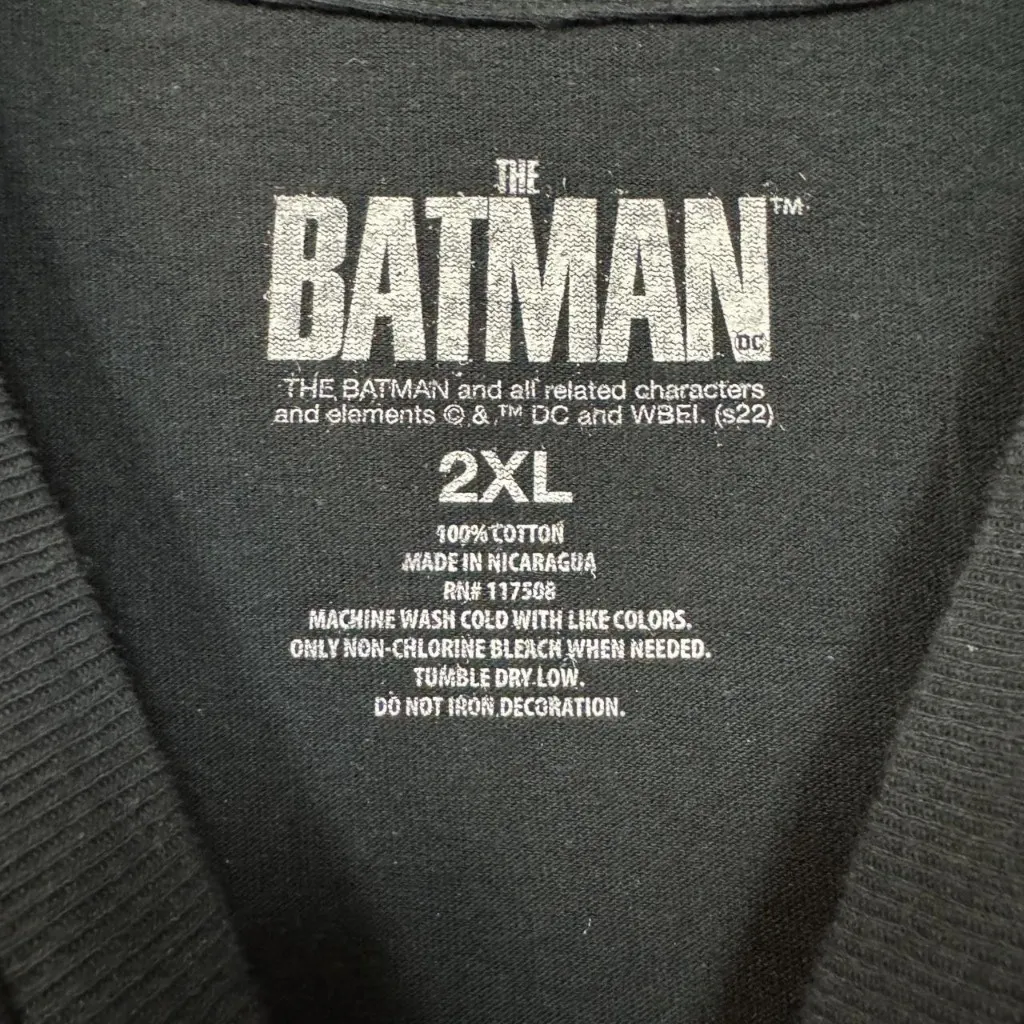 THE
BATMAN™
DC
THE BATMAN and all related characters
and elements © & ™ DC and WBEI. (s22)
2XL
100% COTTON
MADE IN NICARAGUA
RN# 117508
MACHINE WASH COLD WITH LIKE COLORS.
ONLY NON-CHLORINE BLEACH WHEN NEEDED.
TUMBLE DRY LOW.
DO NOT IRON DECORATION.